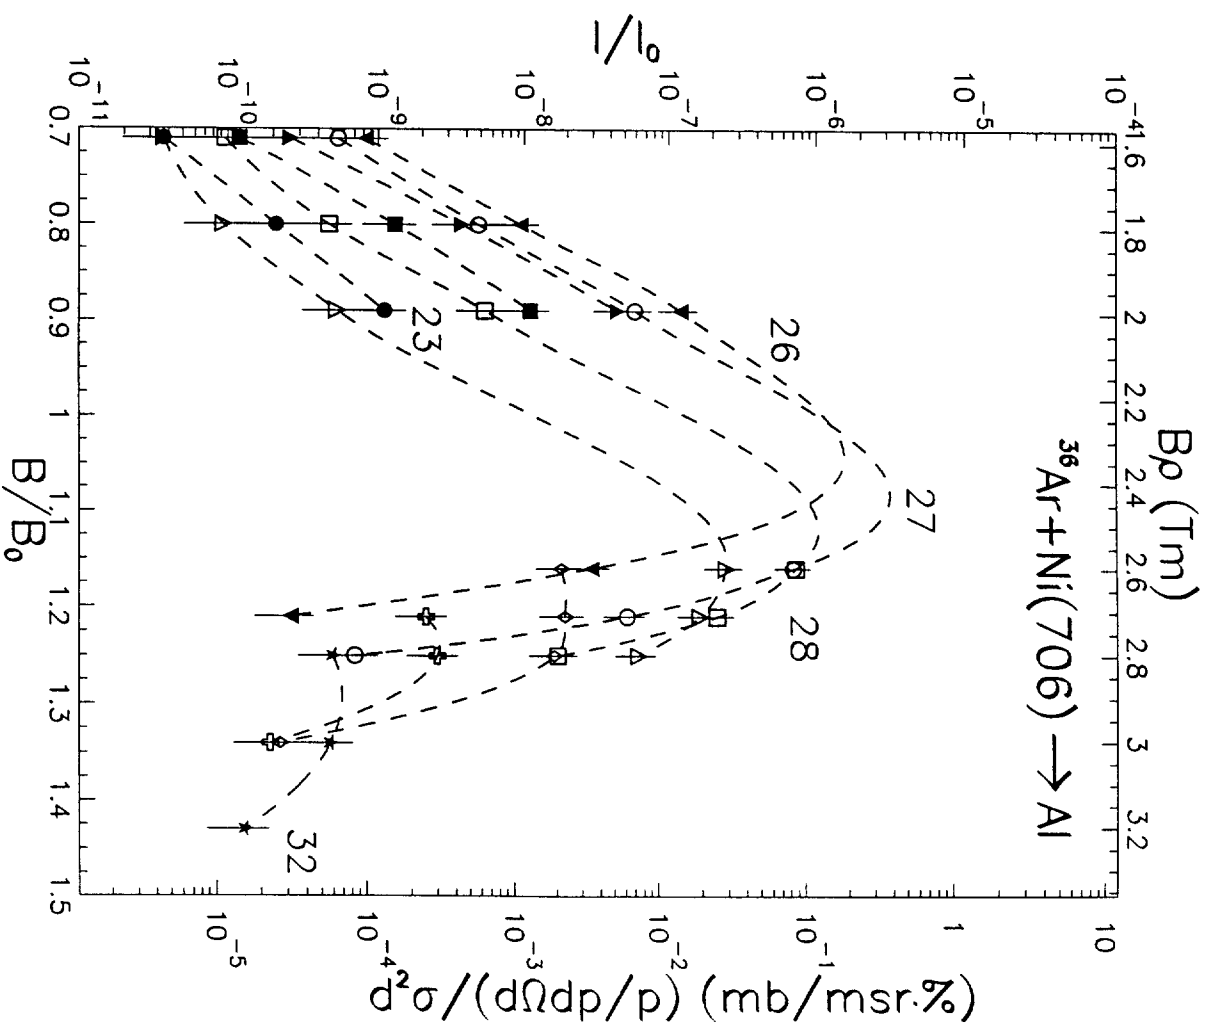 Bρ (Tm)
1.6 1.8 2 2.2 2.4 2.6 2.8 3 3.2
³⁶Ar+Ni(706) → Al
I/I₀
10⁻⁴
10⁻⁵
10⁻⁶
10⁻⁷
10⁻⁸
10⁻⁹
10⁻¹⁰
10⁻¹¹
27
26
28
23
32
10
1
10⁻¹
10⁻²
10⁻³
10⁻⁴
10⁻⁵
d²σ/(dΩdp/p) (mb/msr.%)
0.7 0.8 0.9 1 1.1 1.2 1.3 1.4 1.5
B/B₀